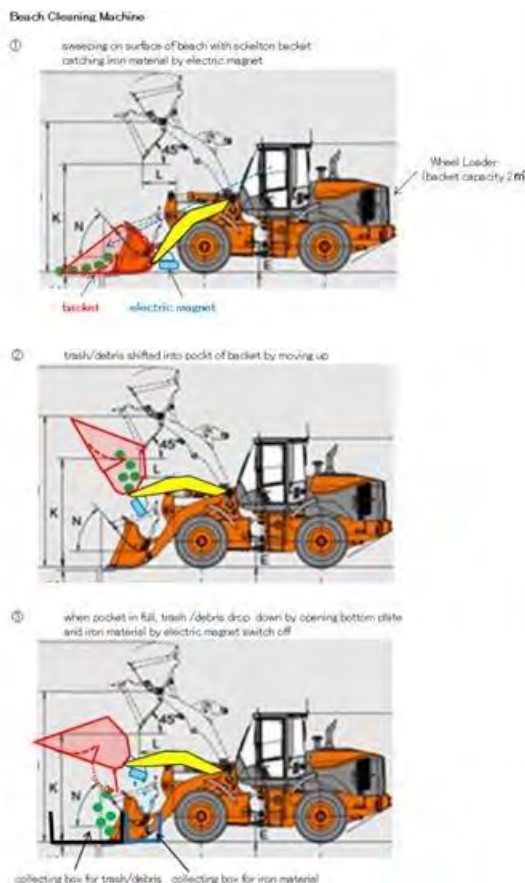 Beach Cleaning Machine
① sweeping on surface of beach with sckelton backet
catching iron material by electric magnet
45°
L
K
N
E
Wheel Loader
(backet capacity 2㎥
backet
electric magnet
② trash/debris shifted into pockt of backet by moving up
45°
L
K
N
E
③ when pocket in full, trash /debris drop down by opening bottom plate
and iron material by electric magnet switch off
45°
L
K
N
E
collecting box for trash/debris
collecting box for iron material